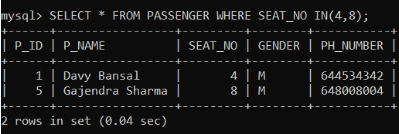 mysql> SELECT * FROM PASSENGER WHERE SEAT_NO IN(4,8);
+------+-----------------+---------+--------+-----------+
| P_ID | P_NAME          | SEAT_NO | GENDER | PH_NUMBER |
+------+-----------------+---------+--------+-----------+
|    1 | Davy Bansal     |       4 | M      | 644534342 |
|    5 | Gajendra Sharma |       8 | M      | 648008004 |
+------+-----------------+---------+--------+-----------+
2 rows in set (0.04 sec)